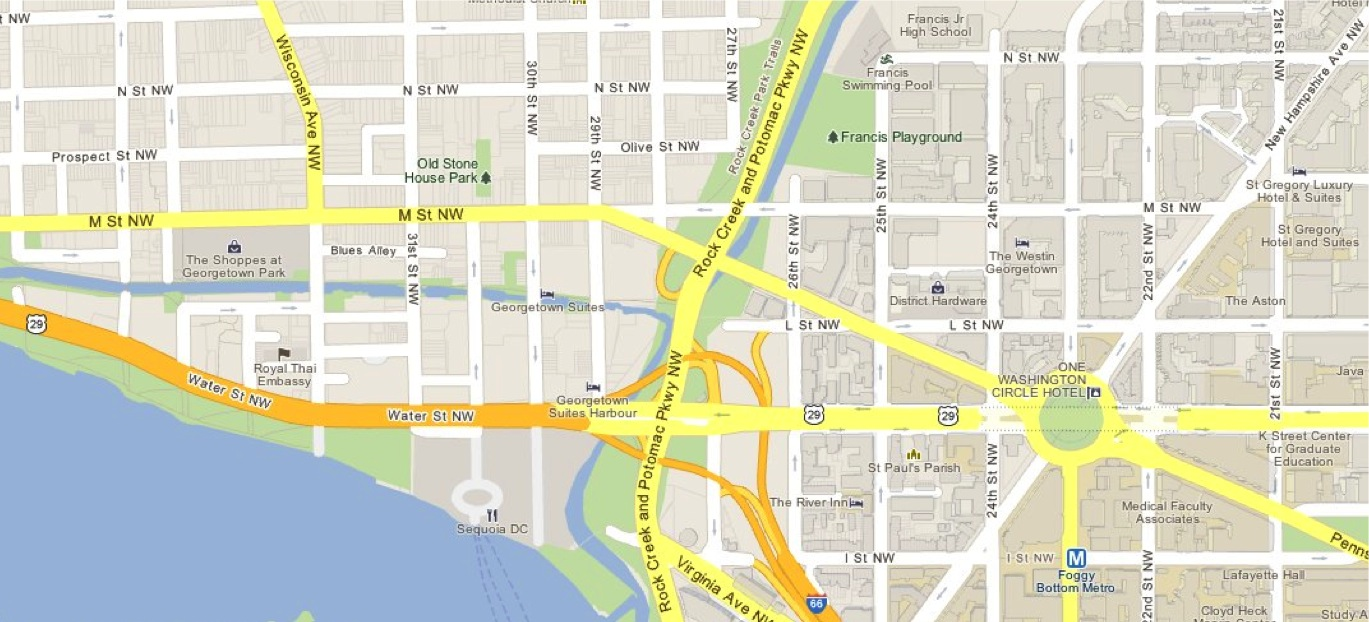 St NW
Methodist Church
27th St NW
Francis Jr
High School
21st St NW
Hotel
Wisconsin Ave NW
Rock Creek Park Trails
Rock Creek and Potomac Pkwy NW
N St NW
30th St NW
N St NW
N St NW
Francis
Swimming Pool
N St NW
New Hampshire Ave NW
29th St NW
Francis Playground
Prospect St NW
Olive St NW
Old Stone
House Park
25th St NW
24th St NW
St Gregory Luxury
Hotel & Suites
M St NW
M St NW
M St NW
31st St NW
Blues Alley
26th St NW
22nd St NW
St Gregory
Hotel and Suites
The Shoppes at
Georgetown Park
The Westin
Georgetown
Georgetown Suites
District Hardware
The Aston
29
L St NW
L St NW
Royal Thai
Embassy
Water St NW
Water St NW
Georgetown
Suites Harbour
Rock Creek and Potomac Pkwy NW
29
29
ONE
WASHINGTON
CIRCLE HOTEL
21st St NW
Java
K Street Center
for Graduate
Education
St Paul's Parish
24th St NW
The River Inn
Medical Faculty
Associates
Sequoia DC
Virginia Ave NW
I St NW
I St NW
M
Foggy
Bottom Metro
22nd St NW
Lafayette Hall
66
Cloyd Heck